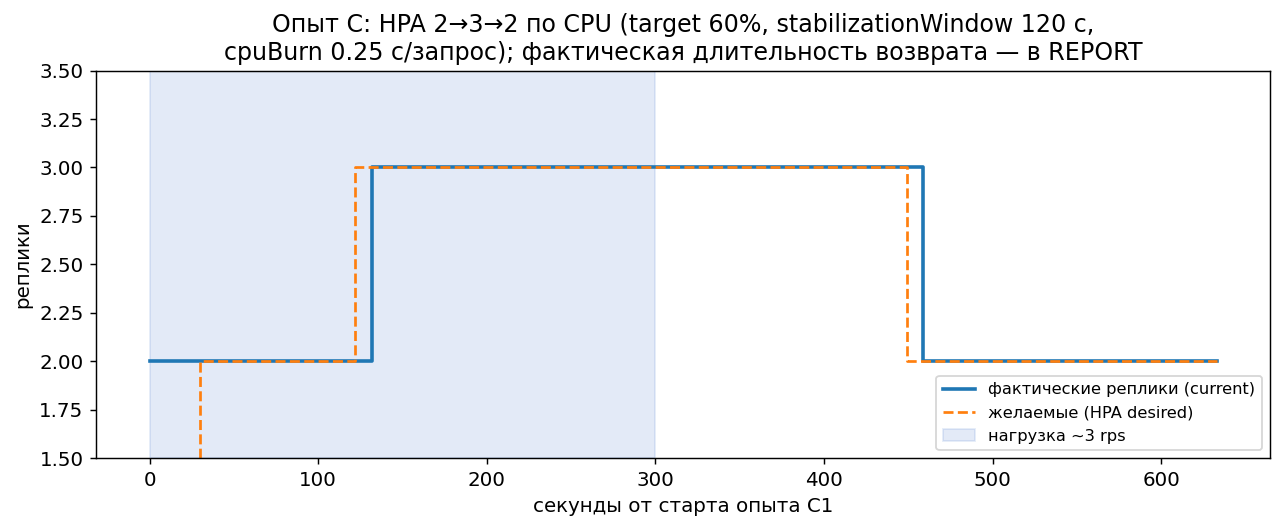 Опыт C: HPA 2→3→2 по CPU (target 60%, stabilizationWindow 120 с,
cpuBurn 0.25 с/запрос); фактическая длительность возврата — в REPORT
3.50
3.25
3.00
2.75
2.50
2.25
2.00
1.75
1.50
реплики
фактические реплики (current)
желаемые (HPA desired)
нагрузка ~3 rps
0
100
200
300
400
500
600
секунды от старта опыта C1